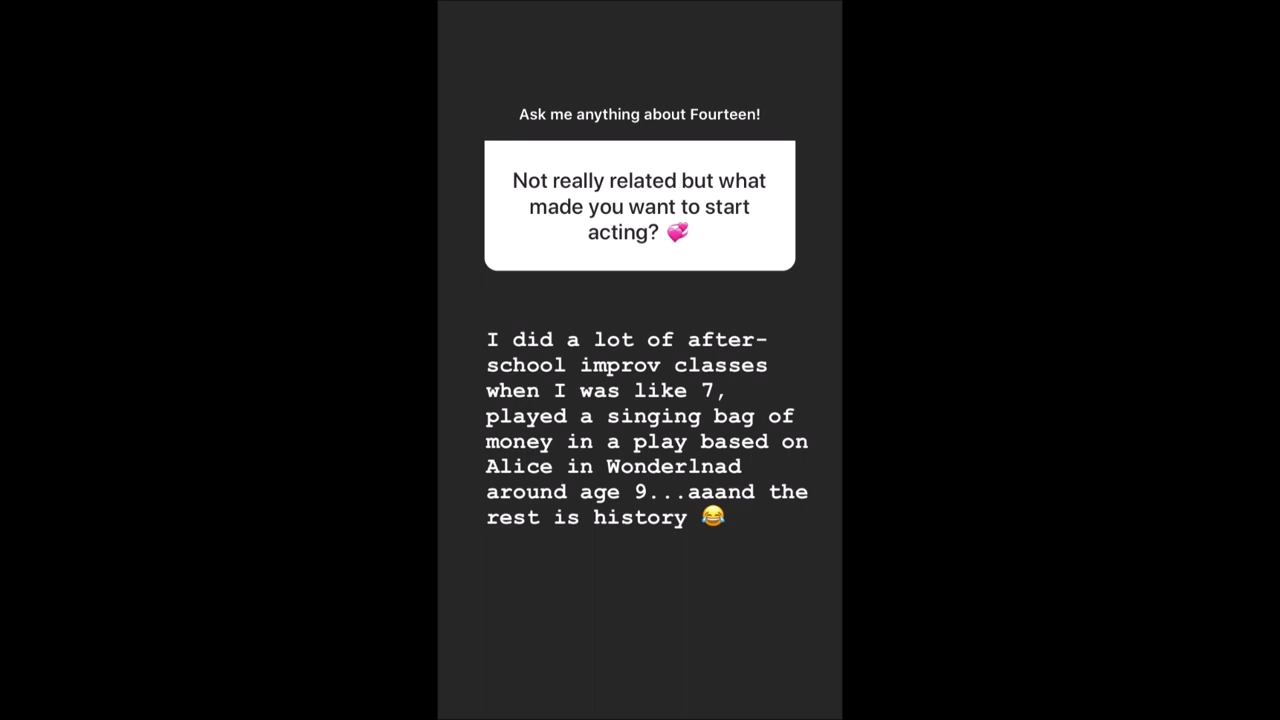 Ask me anything about Fourteen!
Not really related but what
made you want to start
acting? 💞
I did a lot of after-
school improv classes
when I was like 7,
played a singing bag of
money in a play based on
Alice in Wonderlnad
around age 9...aaand the
rest is history 😂